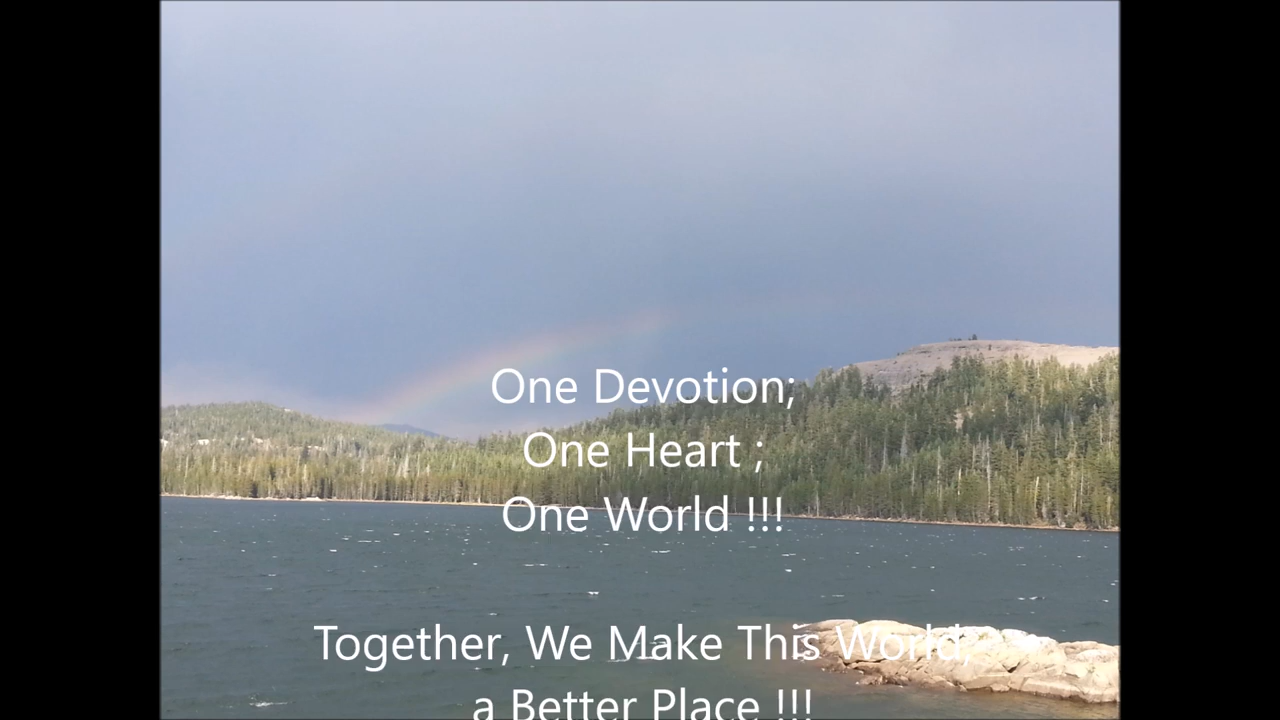 One Devotion;
One Heart ;
One World !!!
Together, We Make This World,
a Better Place !!!